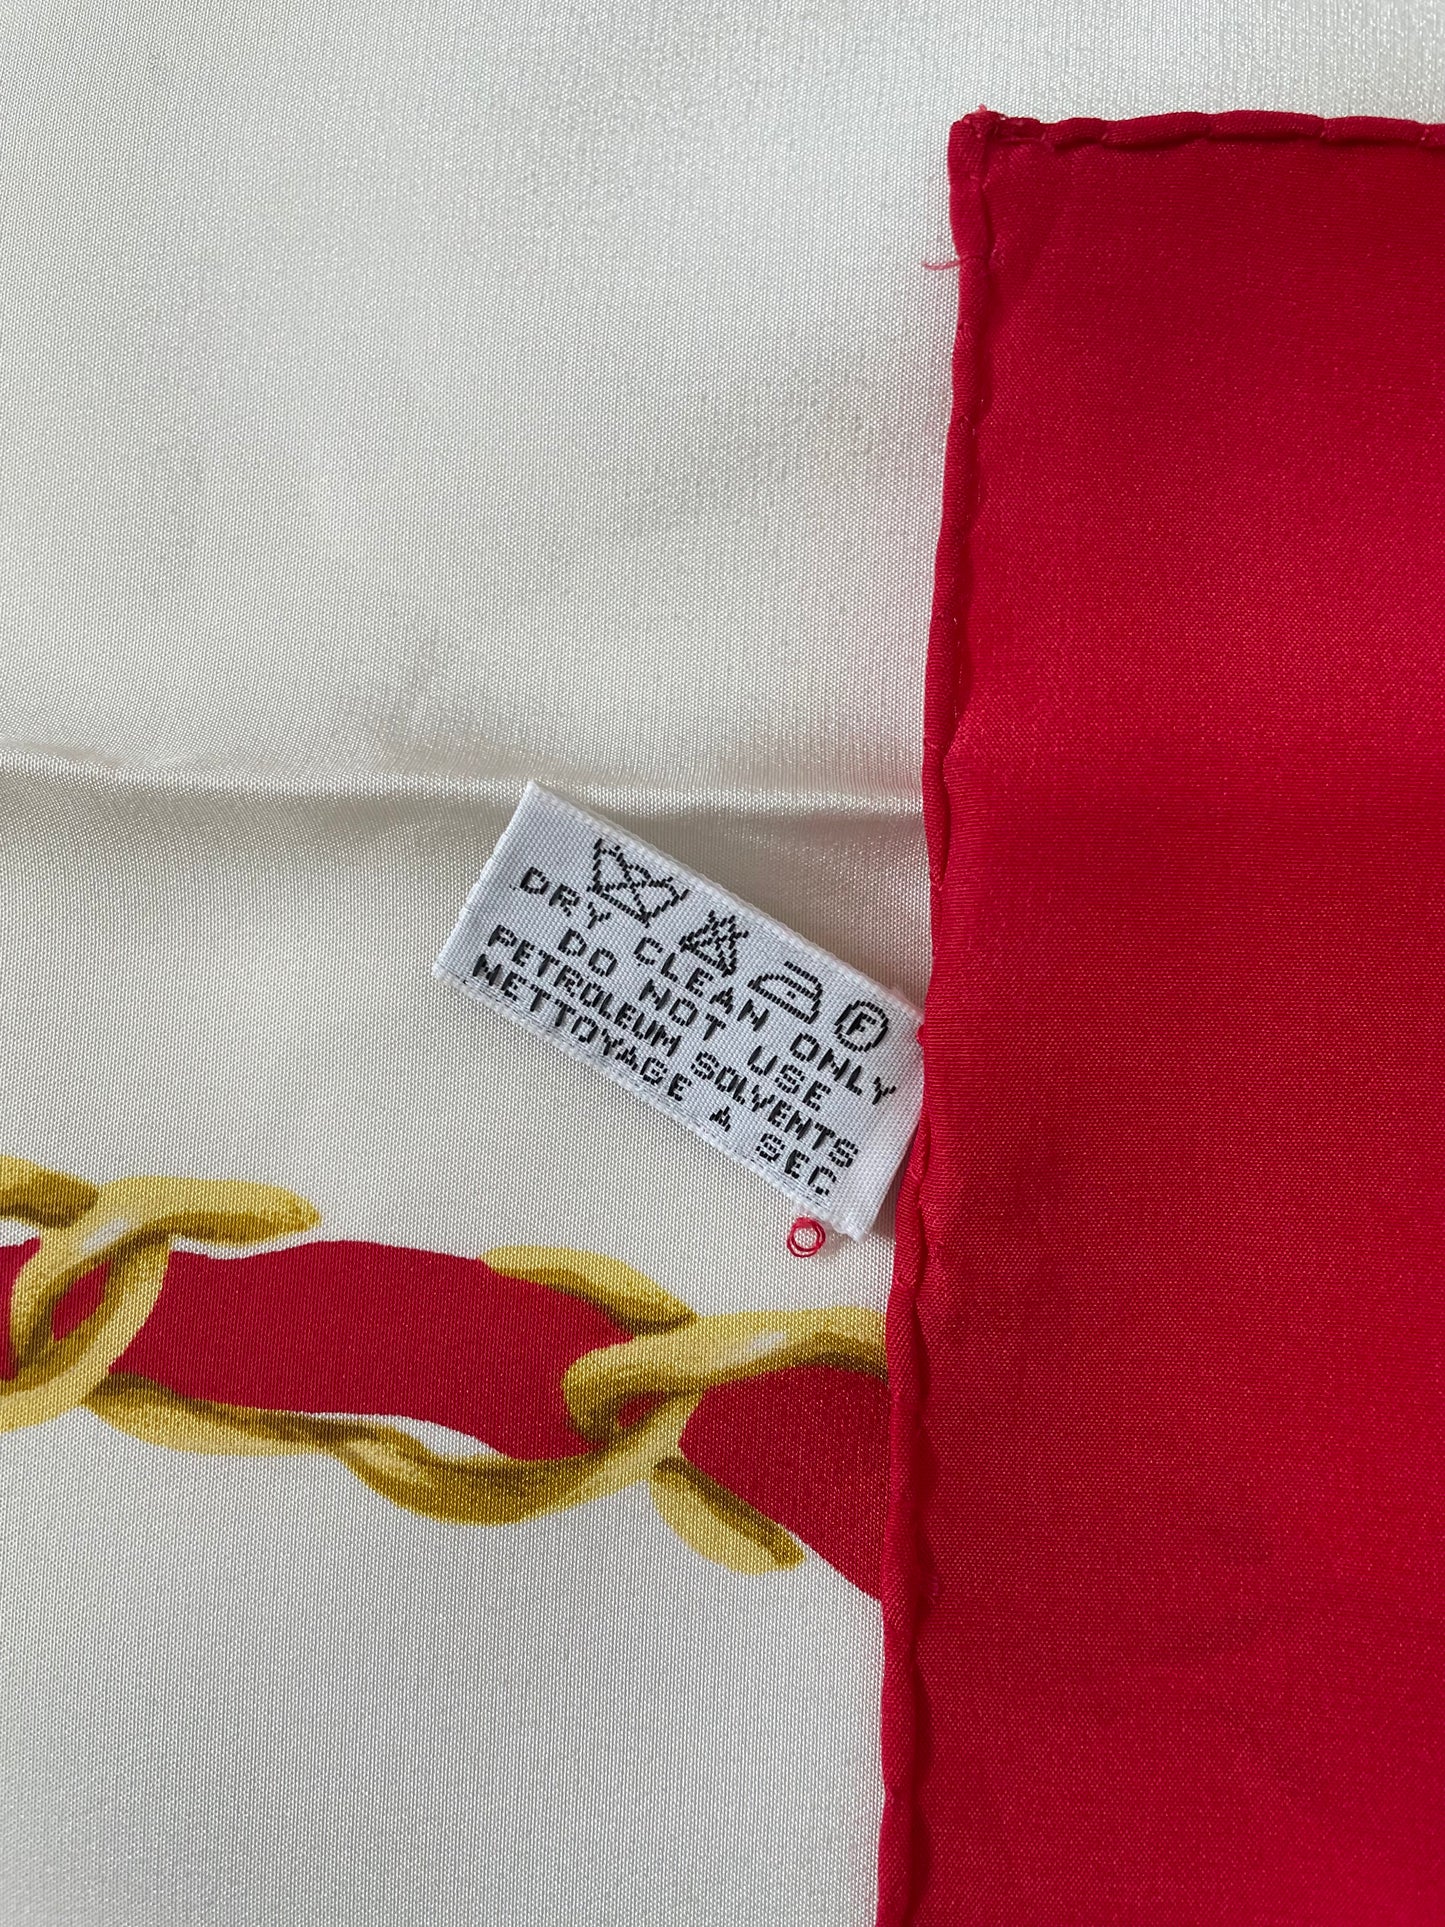 F
DRY CLEAN ONLY
DO NOT USE
PETROLEUM SOLVENTS
NETTOYAGE A SEC